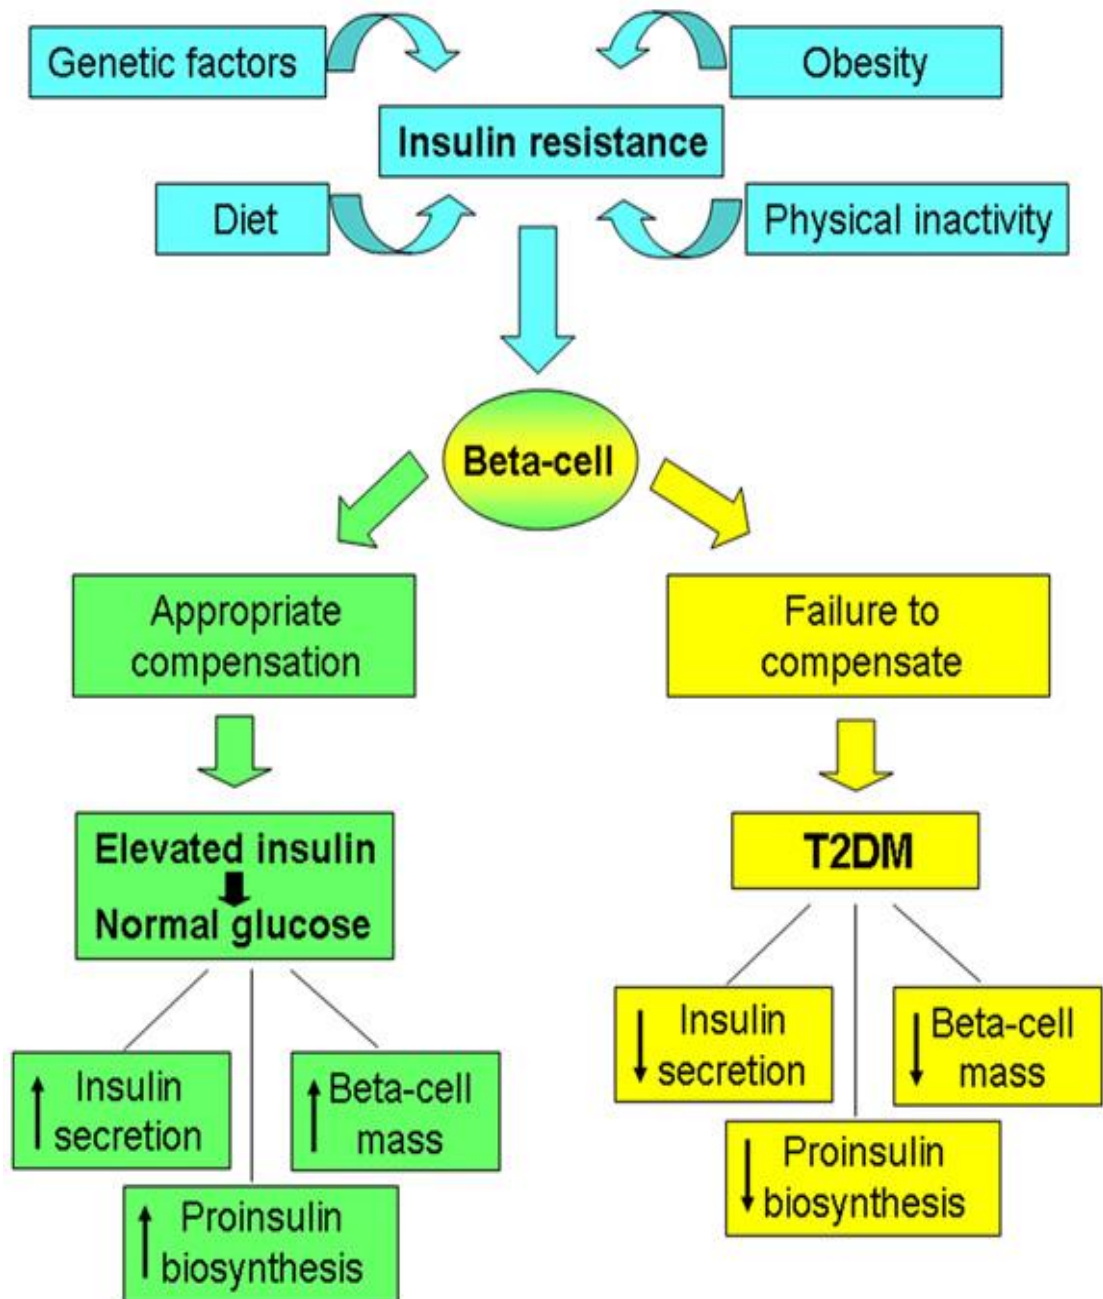 Genetic factors
Obesity
Insulin resistance
Diet
Physical inactivity
Beta-cell
Appropriate
compensation
Failure to
compensate
Elevated insulin
Normal glucose
T2DM
Insulin
secretion
Beta-cell
mass
Proinsulin
biosynthesis
Insulin
secretion
Beta-cell
mass
Proinsulin
biosynthesis